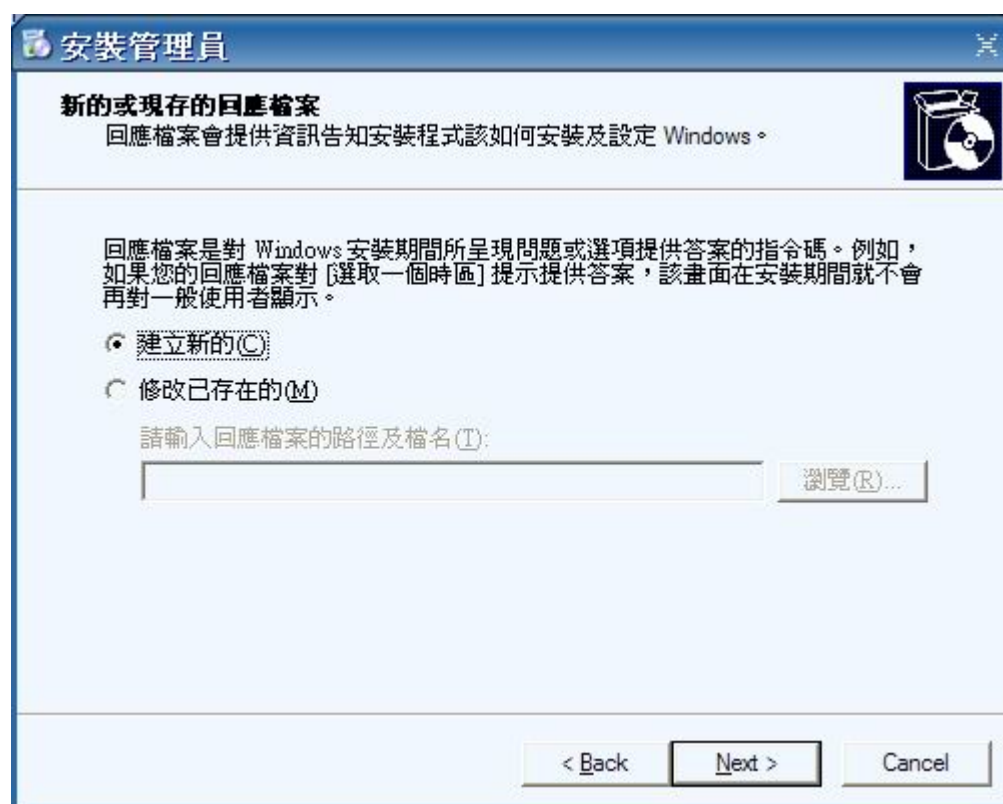 安裝管理員
新的或現存的回應檔案
回應檔案會提供資訊告知安裝程式該如何安裝及設定 Windows。
回應檔案是對 Windows 安裝期間所呈現問題或選項提供答案的指令碼。例如，
如果您的回應檔案對 [選取一個時區] 提示提供答案，該畫面在安裝期間就不會
再對一般使用者顯示。
建立新的(C)
修改已存在的(M)
請輸入回應檔案的路徑及檔名(T):
瀏覽(R)...
< Back
Next >
Cancel